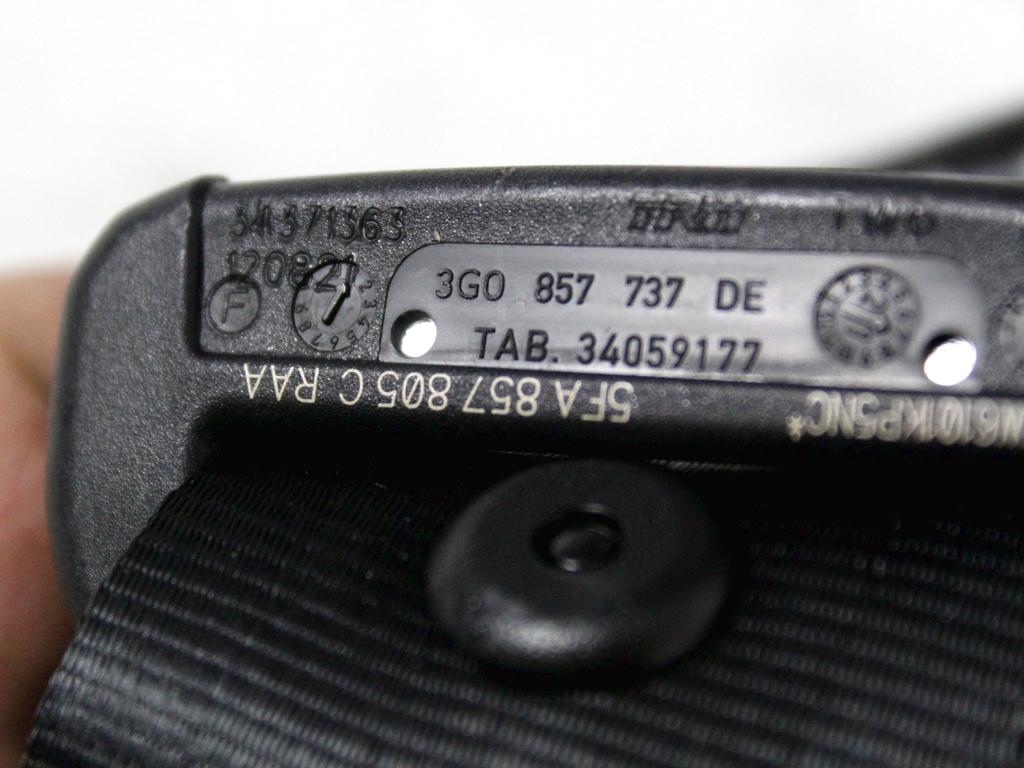 34371363
120821
F
3G0 857 737 DE
TAB. 34059177
5FA 857 805 C RAA